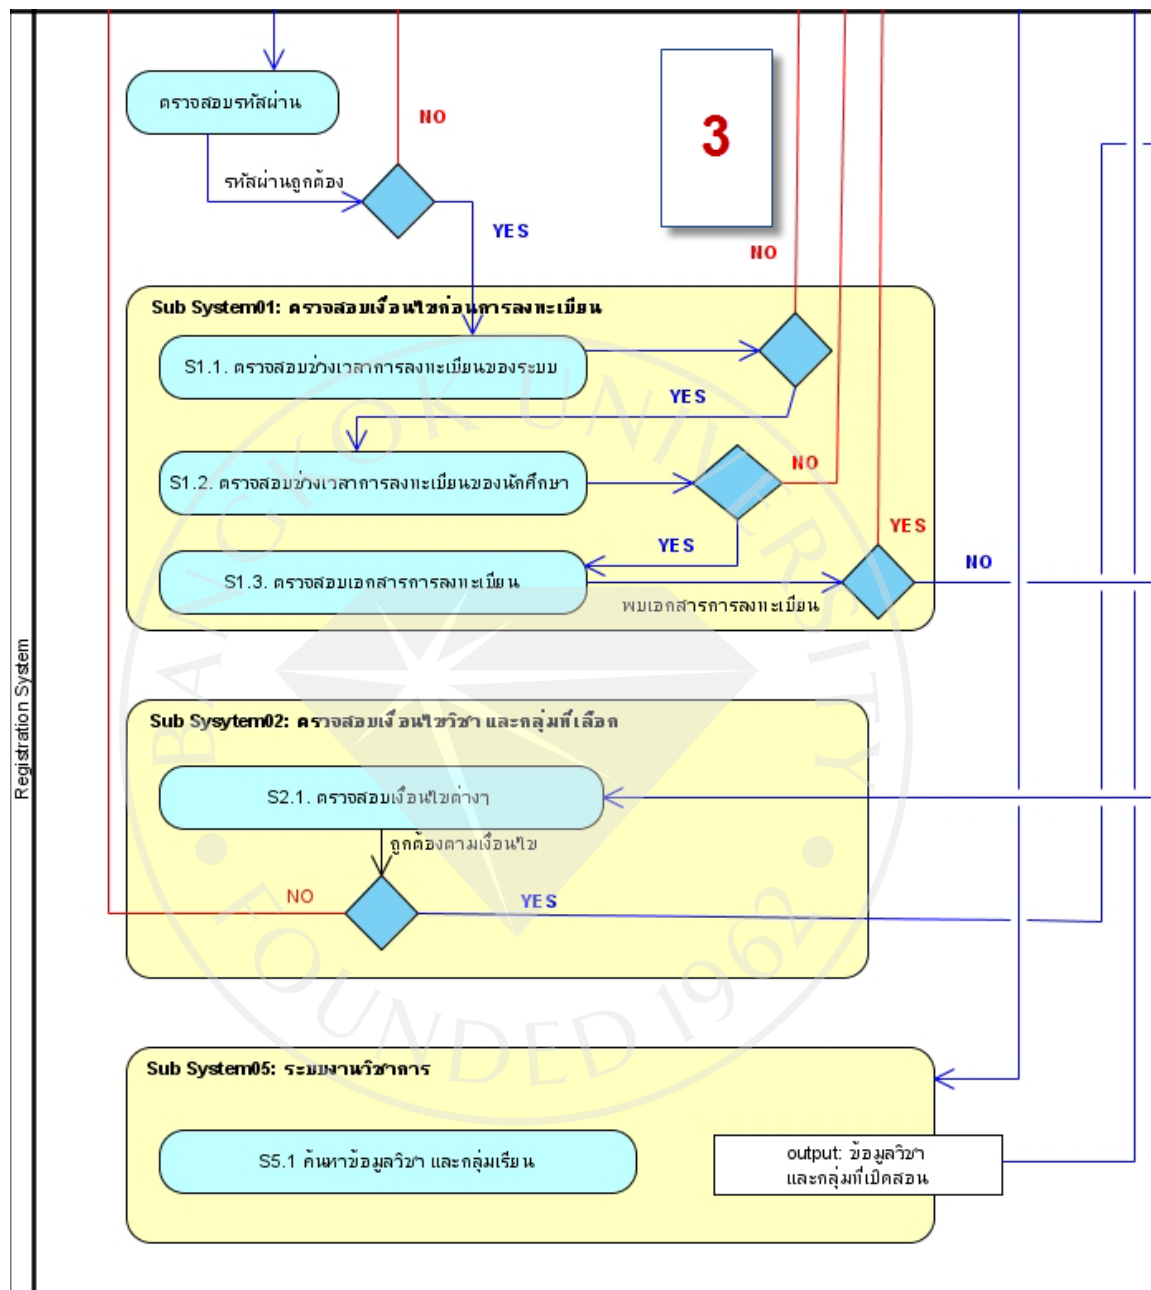 ตรวจสอบรหัสผ่าน
NO
3
รหัสผ่านถูกต้อง
YES
NO
Sub System01: ตรวจสอบเงื่อนไขก่อนการลงทะเบียน
S1.1. ตรวจสอบช่วงเวลาการลงทะเบียนของระบบ
YES
S1.2. ตรวจสอบช่วงเวลาการลงทะเบียนของนักศึกษา
NO
YES
YES
S1.3. ตรวจสอบเอกสารการลงทะเบียน
NO
พบเอกสารการลงทะเบียน
Registration System
Sub Sysytem02: ตรวจสอบเงื่อนไขวิชา และกลุ่มที่เลือก
S2.1. ตรวจสอบเงื่อนไขต่างๆ
ถูกต้องตามเงื่อนไข
NO
YES
Sub System05: ระบบงานวิชาการ
S5.1 ค้นหาข้อมูลวิชา และกลุ่มเรียน
output: ข้อมูลวิชา
และกลุ่มที่เปิดสอน
BANGKOK UNIVERSITY
FOUNDED 1962